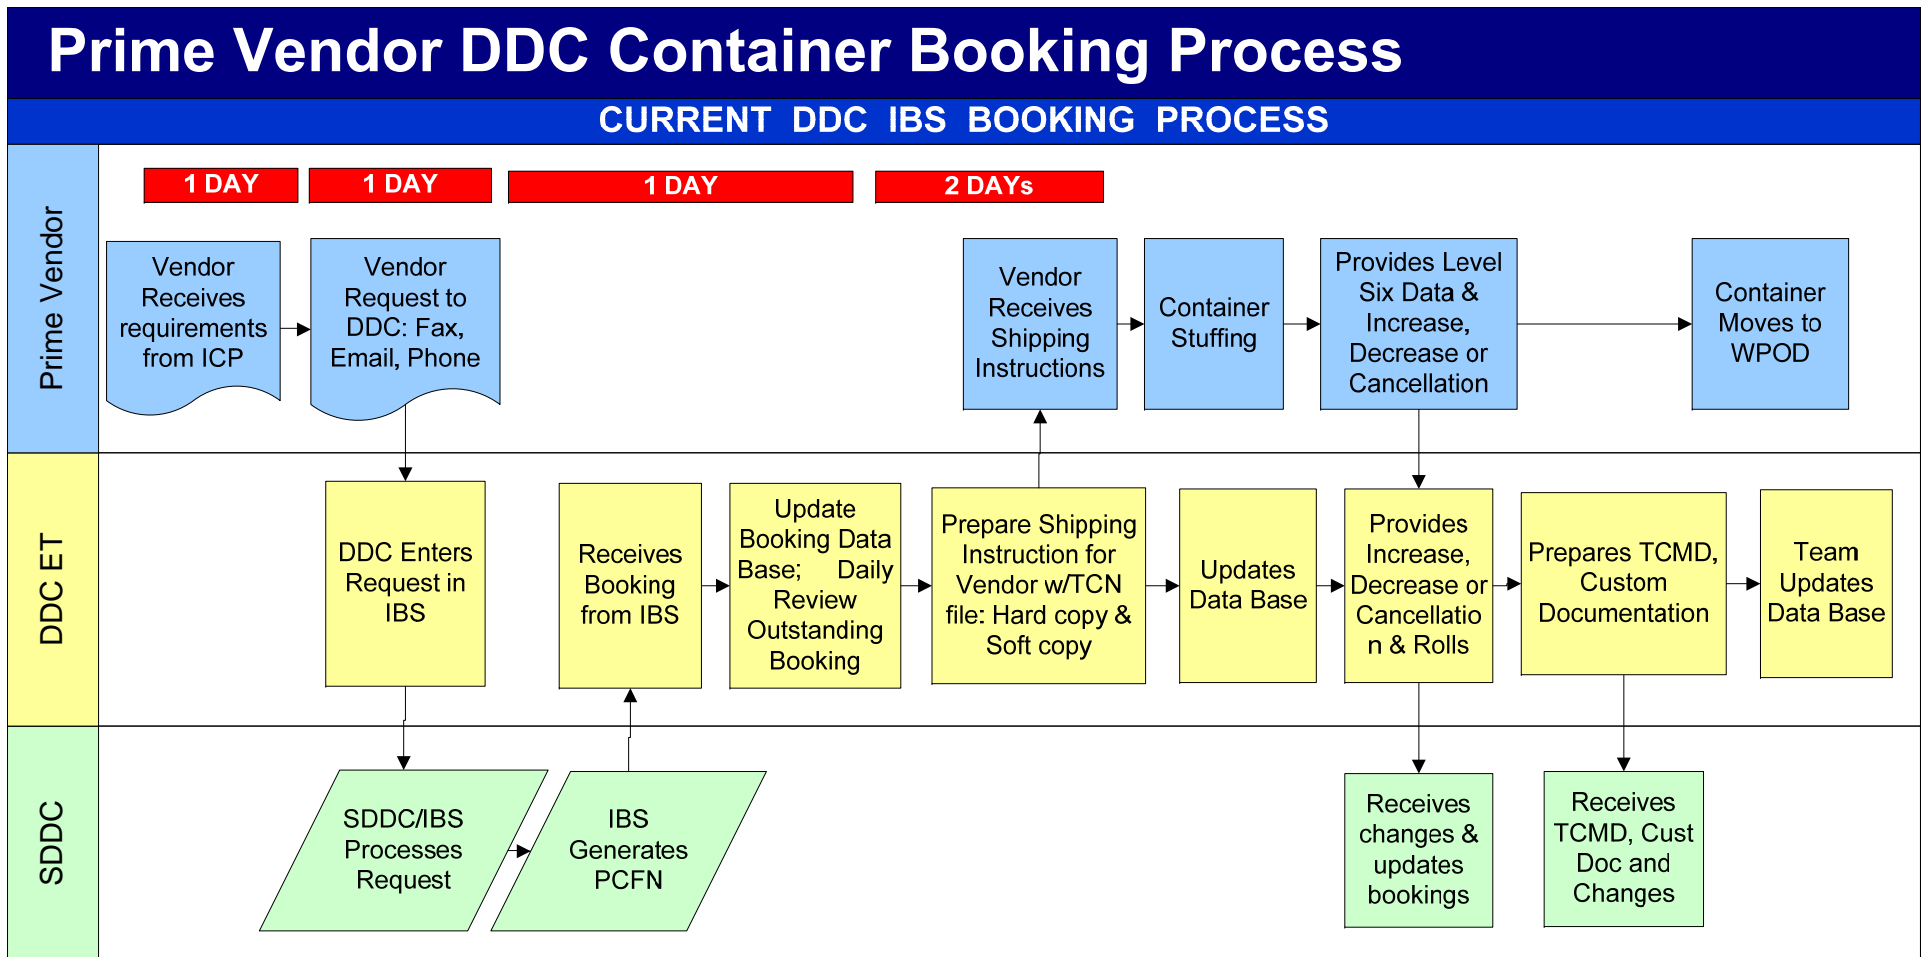 Prime Vendor DDC Container Booking Process
CURRENT DDC IBS BOOKING PROCESS
Prime Vendor
1 DAY
1 DAY
1 DAY
2 DAYs
Vendor
Receives
requirements
from ICP
Vendor
Request to
DDC: Fax,
Email, Phone
Vendor
Receives
Shipping
Instructions
Container
Stuffing
Provides Level
Six Data &
Increase,
Decrease or
Cancellation
Container
Moves to
WPOD
DDC ET
DDC Enters
Request in
IBS
Receives
Booking
from IBS
Update
Booking Data
Base; Daily
Review
Outstanding
Booking
Prepare Shipping
Instruction for
Vendor w/TCN
file: Hard copy &
Soft copy
Updates
Data Base
Provides
Increase,
Decrease or
Cancellatio
n & Rolls
Prepares TCMD,
Custom
Documentation
Team
Updates
Data Base
SDDC
SDDC/IBS
Processes
Request
IBS
Generates
PCFN
Receives
changes &
updates
bookings
Receives
TCMD, Cust
Doc and
Changes